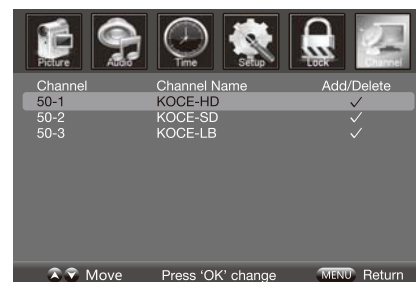 Picture Audio Time Setup Lock Channel
Channel Channel Name Add/Delete
50-1 KOCE-HD ✓
50-2 KOCE-SD ✓
50-3 KOCE-LB ✓
Move Press ‘OK’ change MENU Return